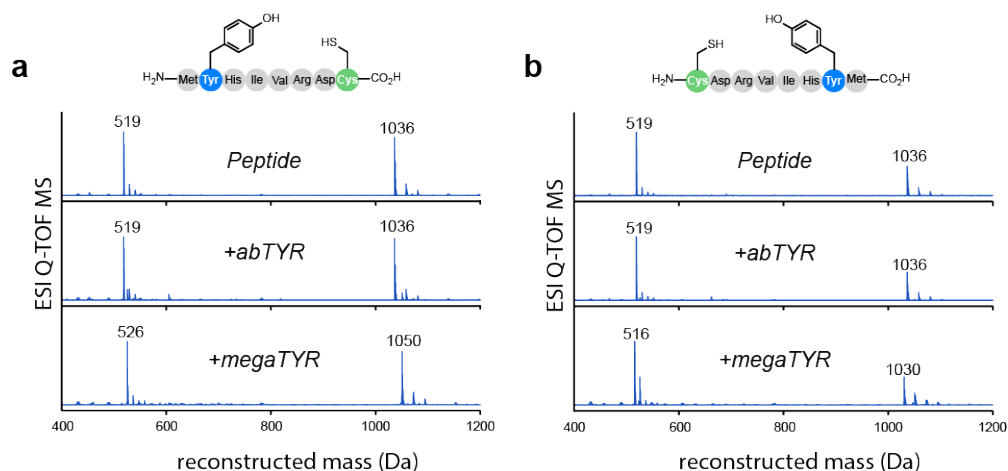 a
OH
HS
H₂N Met Tyr His Ile Val Arg Asp Cys CO₂H
519
1036
Peptide
519
1036
+abTYR
526
1050
+megaTYR
ESI Q-TOF MS
400 600 800 1000 1200
reconstructed mass (Da)
b
HO
SH
H₂N Cys Asp Arg Val Ile His Tyr Met CO₂H
519
1036
Peptide
519
1036
+abTYR
516
1030
+megaTYR
ESI Q-TOF MS
400 600 800 1000 1200
reconstructed mass (Da)